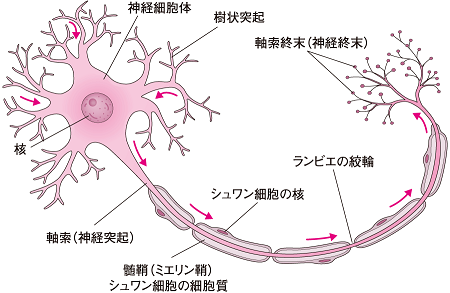 神経細胞体
樹状突起
軸索終末（神経終末）
核
ランビエの絞輪
シュワン細胞の核
軸索（神経突起）
髄鞘（ミエリン鞘）
シュワン細胞の細胞質